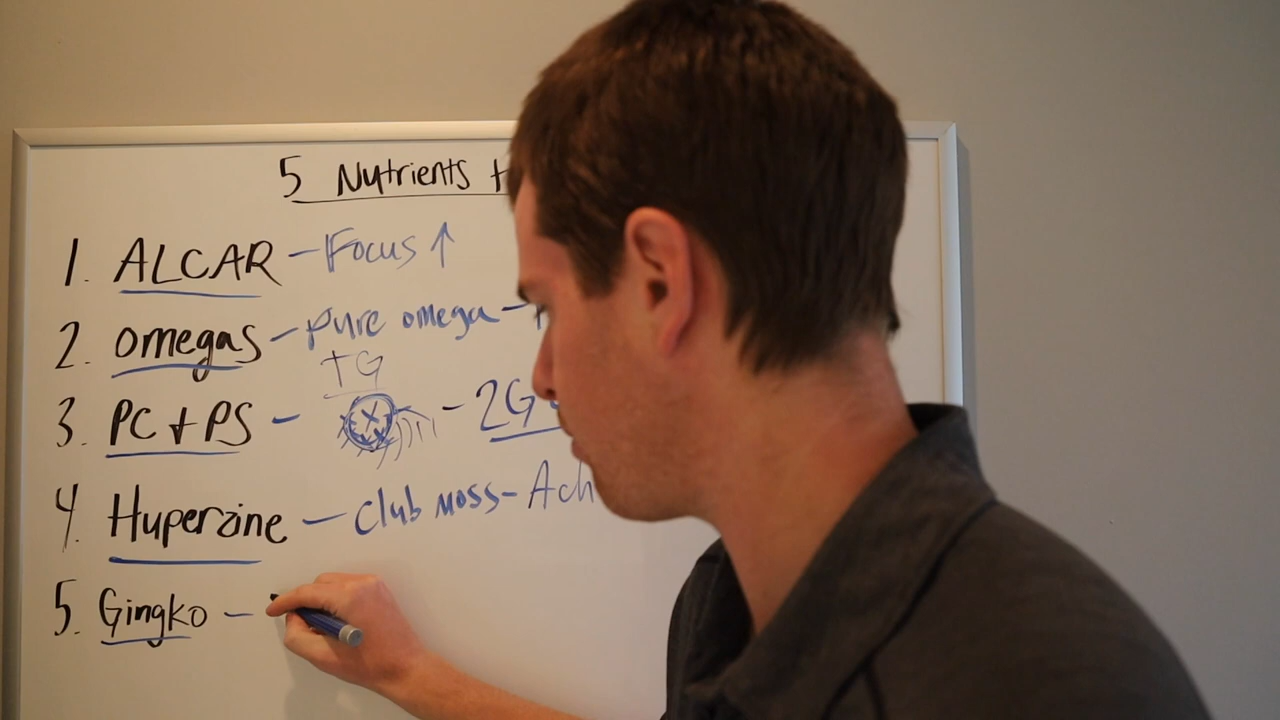 5 Nutrients
1. ALCAR - Focus ↑
2. omegas - pure omega -
TG
3. PC + PS - - 2G
4. Huperzine - club moss - Ach
5. Gingko -